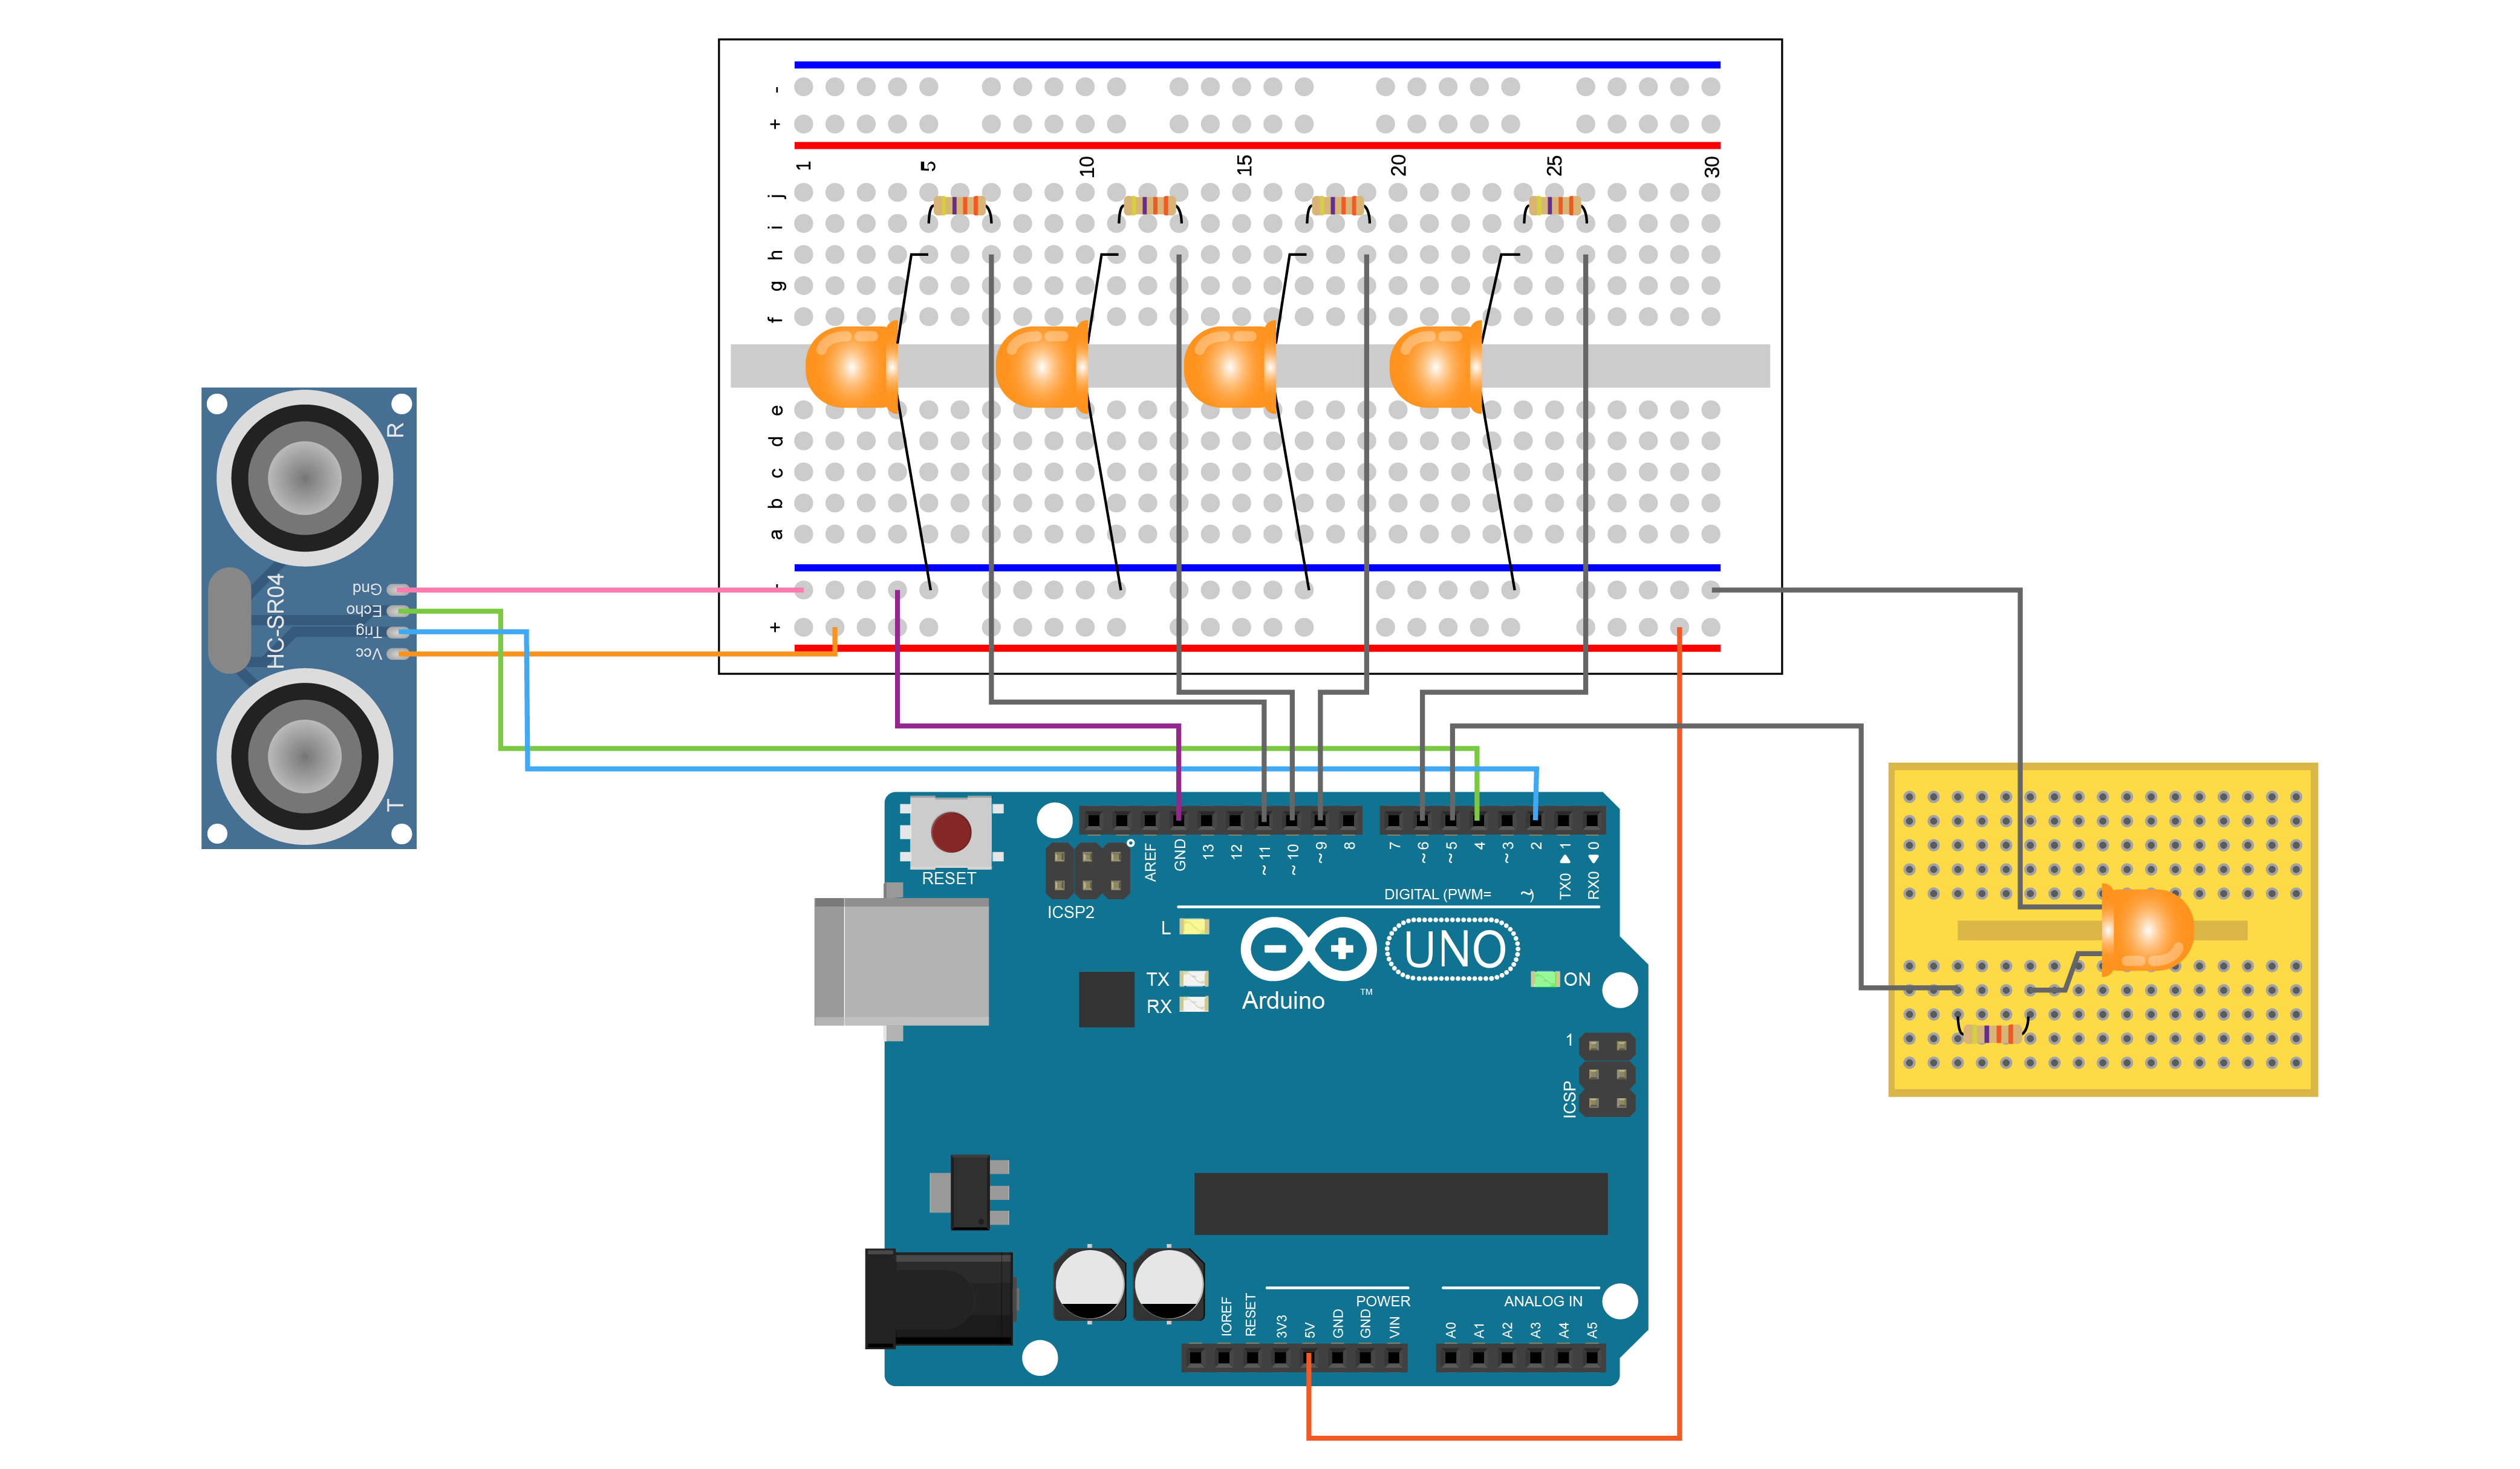 -
+
1 5 10 15 20 25 30
j
i
h
g
f
e
d
c
b
a
-
+
R
HC-SR04
Gnd
Echo
Trig
Vcc
T
RESET
ICSP2
AREF
GND
13
12
~11
~10
~9
8
7
~6
~5
4
~3
2
TX0 ▶ 1
RX0 ◀ 0
DIGITAL (PWM= ~)
L
TX
RX
UNO
Arduino
™
ON
1
ICSP
IOREF
RESET
3V3
5V
GND
GND
VIN
POWER
ANALOG IN
A0
A1
A2
A3
A4
A5